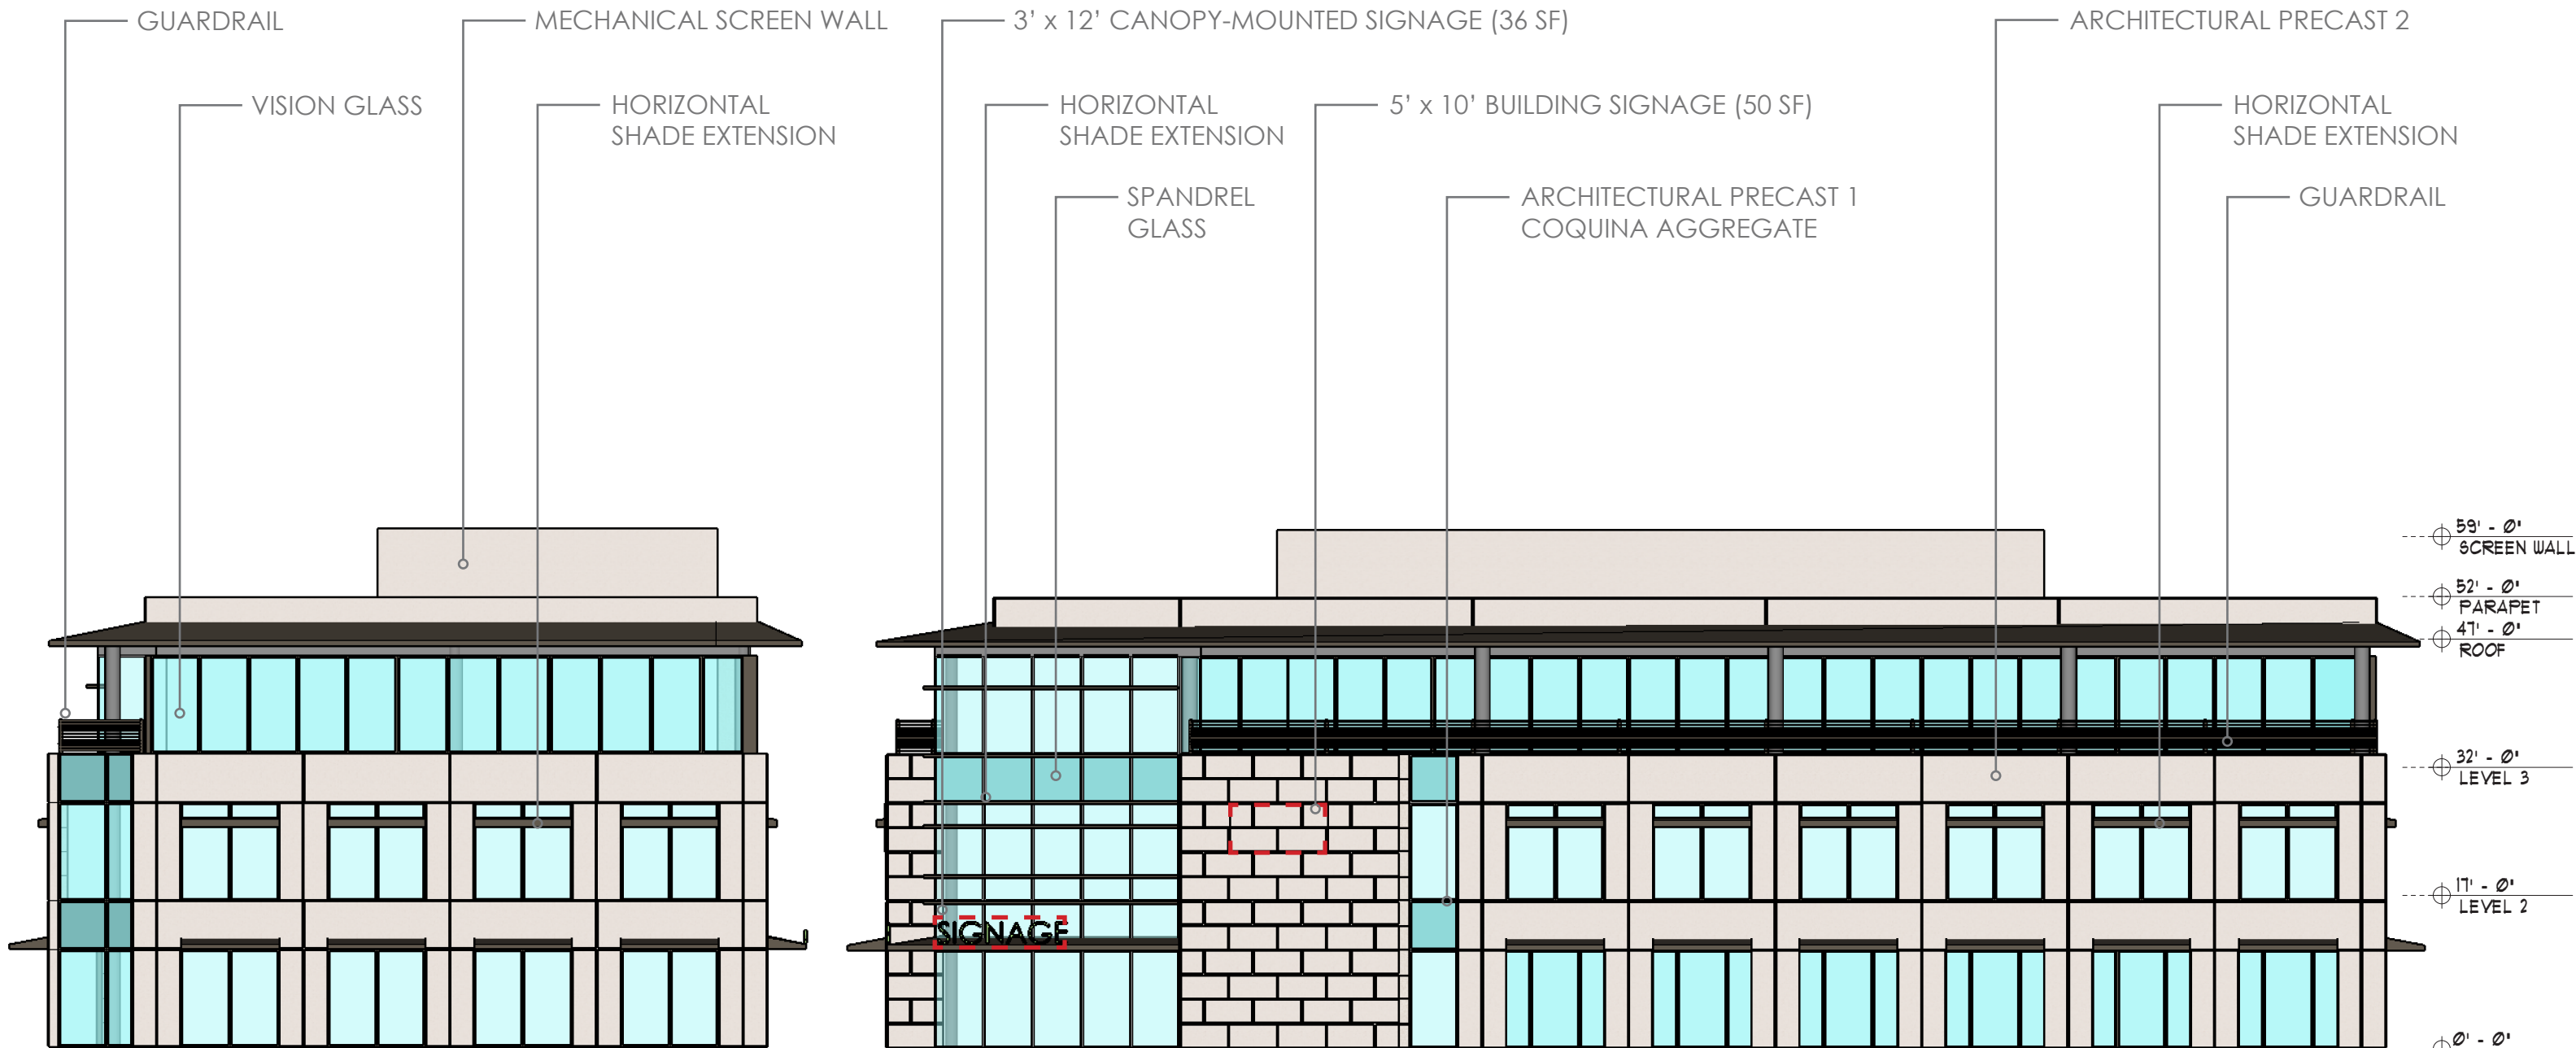 GUARDRAIL
MECHANICAL SCREEN WALL
3’ x 12’ CANOPY-MOUNTED SIGNAGE (36 SF)
ARCHITECTURAL PRECAST 2
VISION GLASS
HORIZONTAL
SHADE EXTENSION
HORIZONTAL
SHADE EXTENSION
5’ x 10’ BUILDING SIGNAGE (50 SF)
HORIZONTAL
SHADE EXTENSION
SPANDREL
GLASS
ARCHITECTURAL PRECAST 1
COQUINA AGGREGATE
GUARDRAIL
59' - 0"
SCREEN WALL
52' - 0"
PARAPET
47' - 0"
ROOF
32' - 0"
LEVEL 3
17' - 0"
LEVEL 2
SIGNAGE
0' - 0"